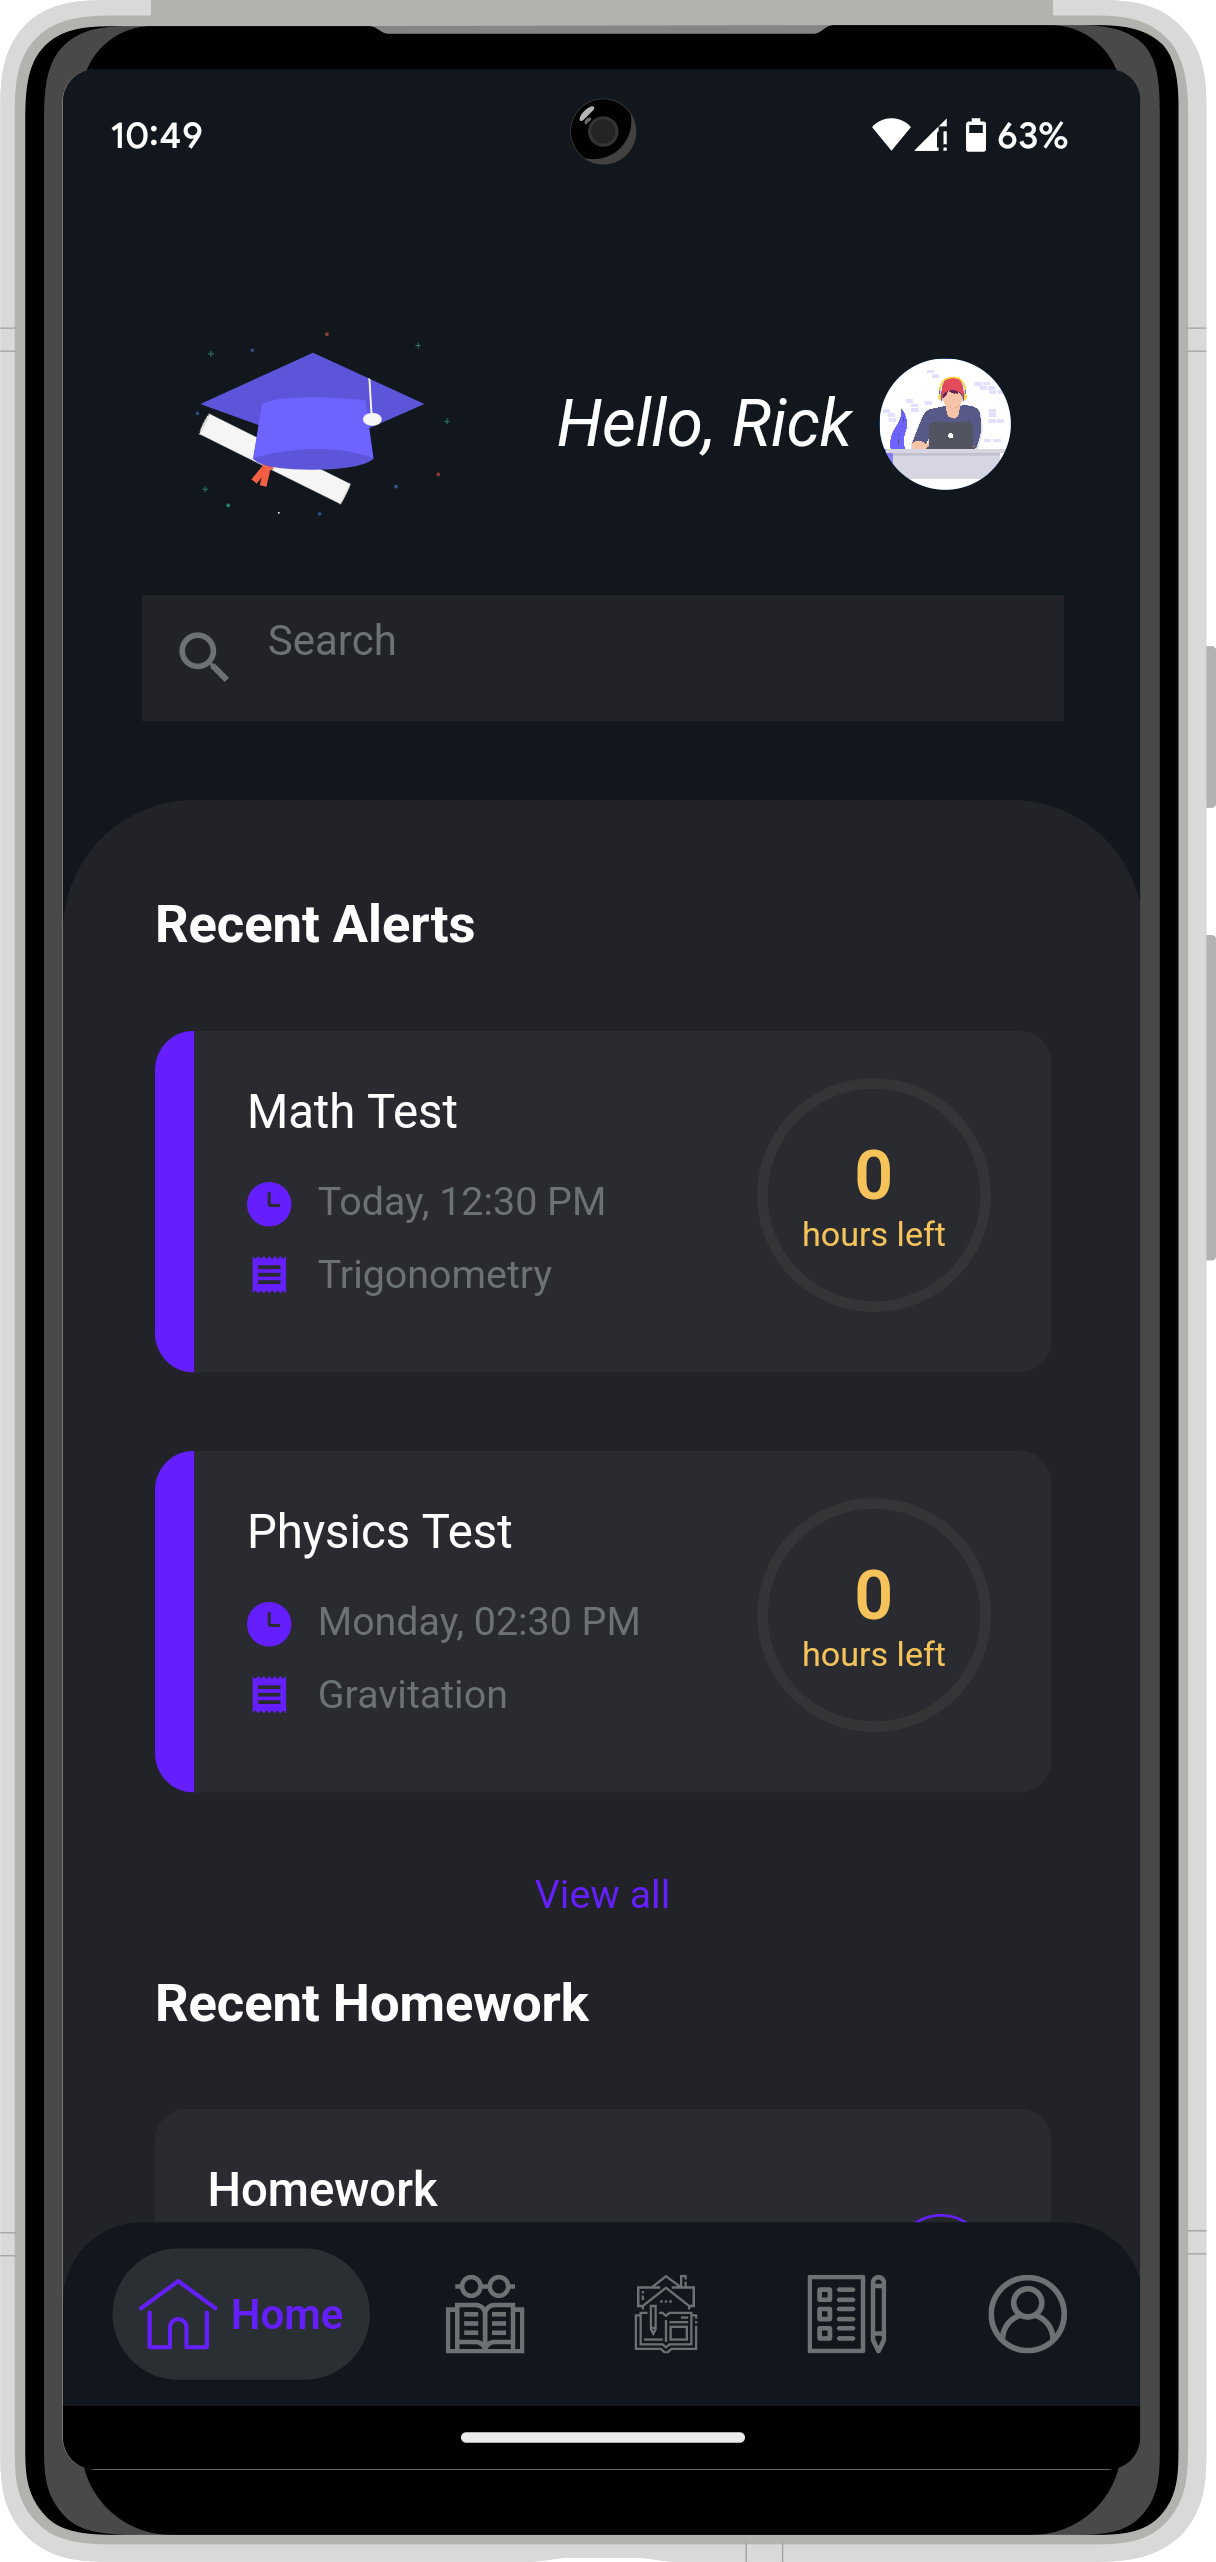 10:49
63%
Hello, Rick
Search
Recent Alerts
Math Test
Today, 12:30 PM
Trigonometry
0
hours left
Physics Test
Monday, 02:30 PM
Gravitation
0
hours left
View all
Recent Homework
Homework
Home